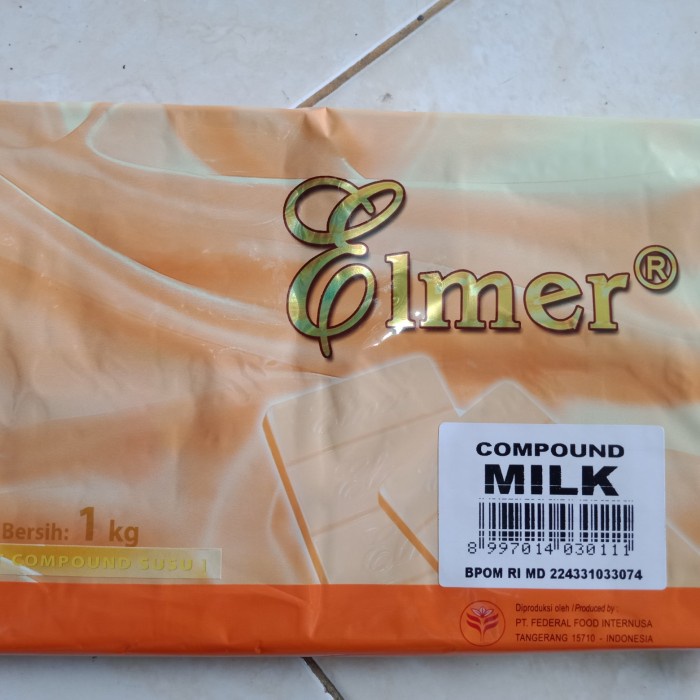 Elmer®
COMPOUND
MILK
8 997014 030111
BPOM RI MD 224331033074
Bersih: 1 kg
COMPOUND SUSU
Diproduksi oleh / Produced by :
PT. FEDERAL FOOD INTERNUSA
TANGERANG 15710 - INDONESIA